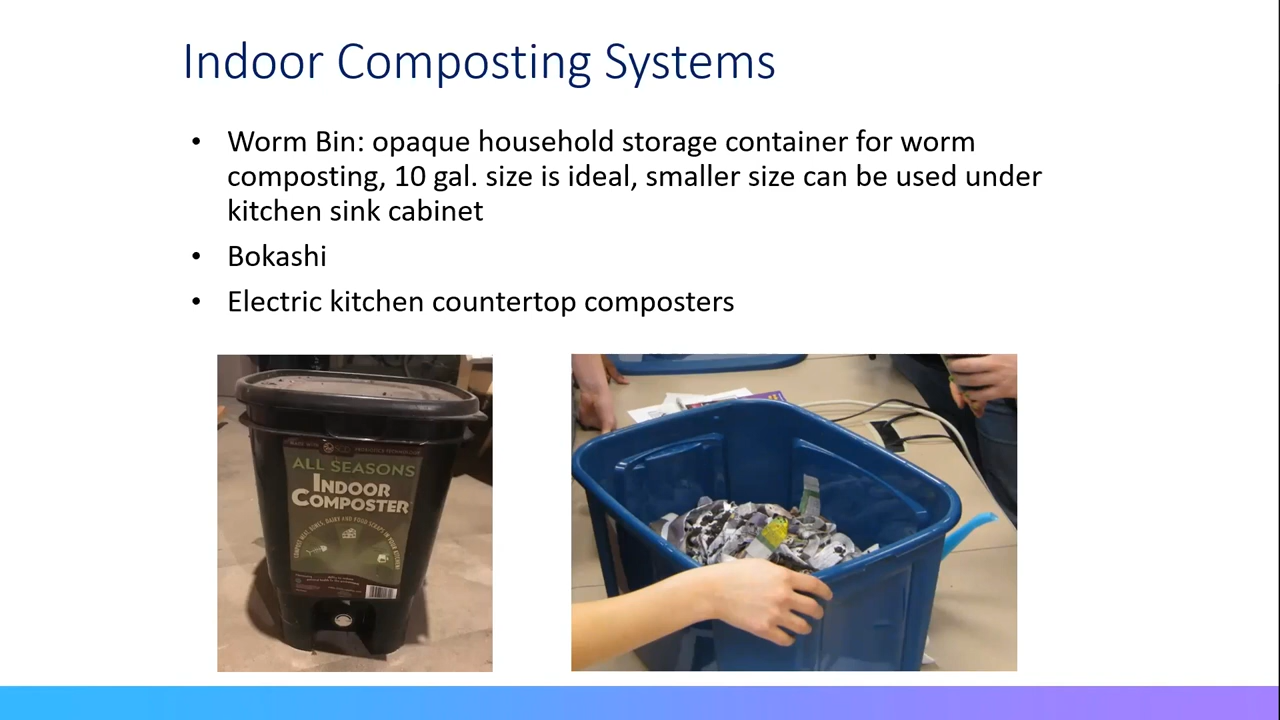 Indoor Composting Systems
• Worm Bin: opaque household storage container for worm
composting, 10 gal. size is ideal, smaller size can be used under
kitchen sink cabinet
• Bokashi
• Electric kitchen countertop composters
ALL SEASONS
INDOOR
COMPOSTER